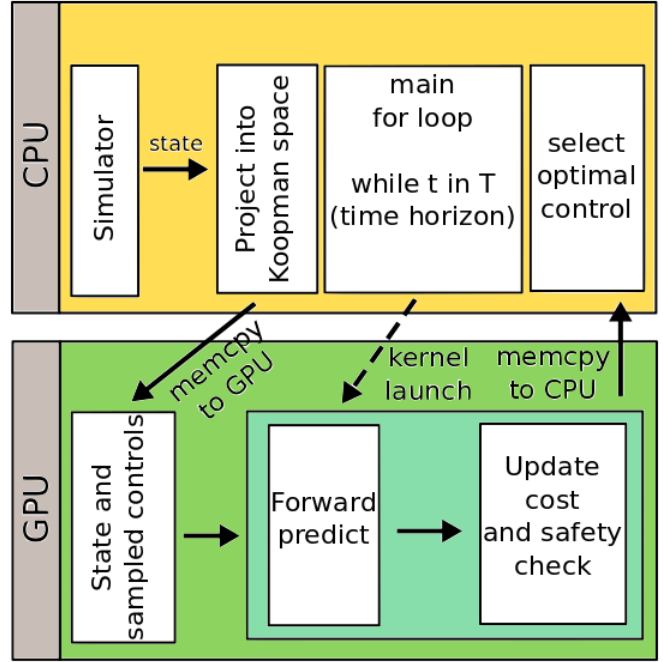 CPU
Simulator
state
Project into
Koopman space
main
for loop
while t in T
(time horizon)
select
optimal
control
memcpy
to GPU
kernel
launch
memcpy
to CPU
GPU
State and
sampled controls
Forward
predict
Update
cost
and safety
check